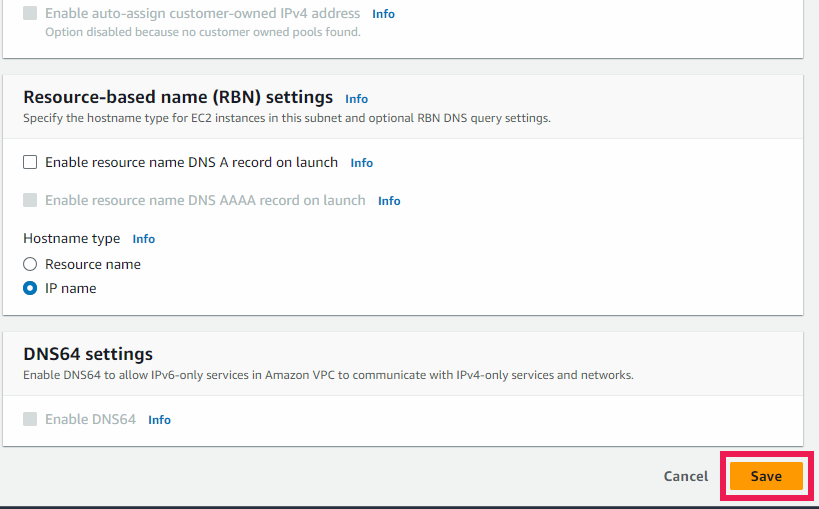 Enable auto-assign customer-owned IPv4 address Info
Option disabled because no customer owned pools found.
Resource-based name (RBN) settings Info
Specify the hostname type for EC2 instances in this subnet and optional RBN DNS query settings.
Enable resource name DNS A record on launch Info
Enable resource name DNS AAAA record on launch Info
Hostname type Info
Resource name
IP name
DNS64 settings
Enable DNS64 to allow IPv6-only services in Amazon VPC to communicate with IPv4-only services and networks.
Enable DNS64 Info
Cancel Save